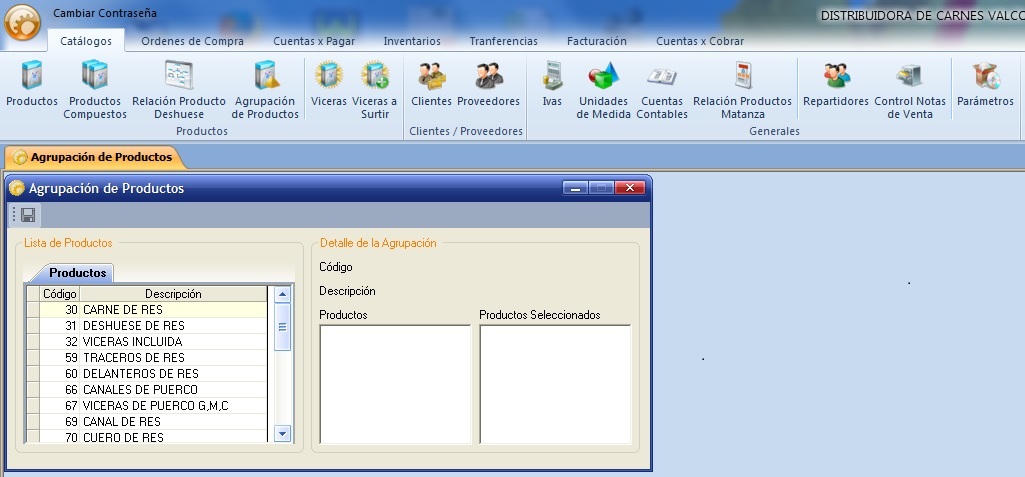 Cambiar Contraseña
DISTRIBUIDORA DE CARNES VALCO
Catálogos Ordenes de Compra Cuentas x Pagar Inventarios Tranferencias Facturación Cuentas x Cobrar
Productos Productos Compuestos Relación Producto Deshuese Agrupación de Productos Viceras Viceras a Surtir Clientes Proveedores Ivas Unidades de Medida Cuentas Contables Relación Productos Matanza Repartidores Control Notas de Venta Parámetros
Productos Clientes / Proveedores Generales
Agrupación de Productos
Agrupación de Productos
Lista de Productos
Productos
Código Descripción
30 CARNE DE RES
31 DESHUESE DE RES
32 VICERAS INCLUIDA
59 TRACEROS DE RES
60 DELANTEROS DE RES
66 CANALES DE PUERCO
67 VICERAS DE PUERCO G,M,C
69 CANAL DE RES
70 CUERO DE RES
Detalle de la Agrupación
Código
Descripción
Productos Productos Seleccionados